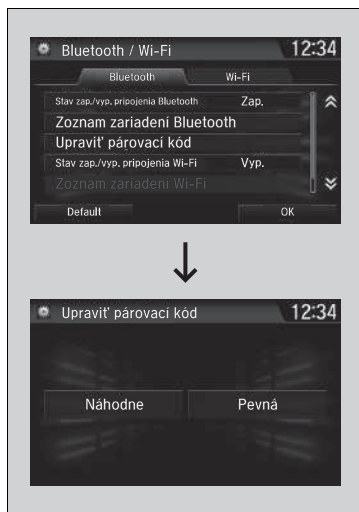 Bluetooth / Wi-Fi 12:34
Bluetooth Wi-Fi
Stav zap./vyp. pripojenia Bluetooth Zap.
Zoznam zariadení Bluetooth
Upraviť párovací kód
Stav zap./vyp. pripojenia Wi-Fi Vyp.
Zoznam zariadení Wi-Fi
Default OK
Upraviť párovací kód 12:34
Náhodne Pevná